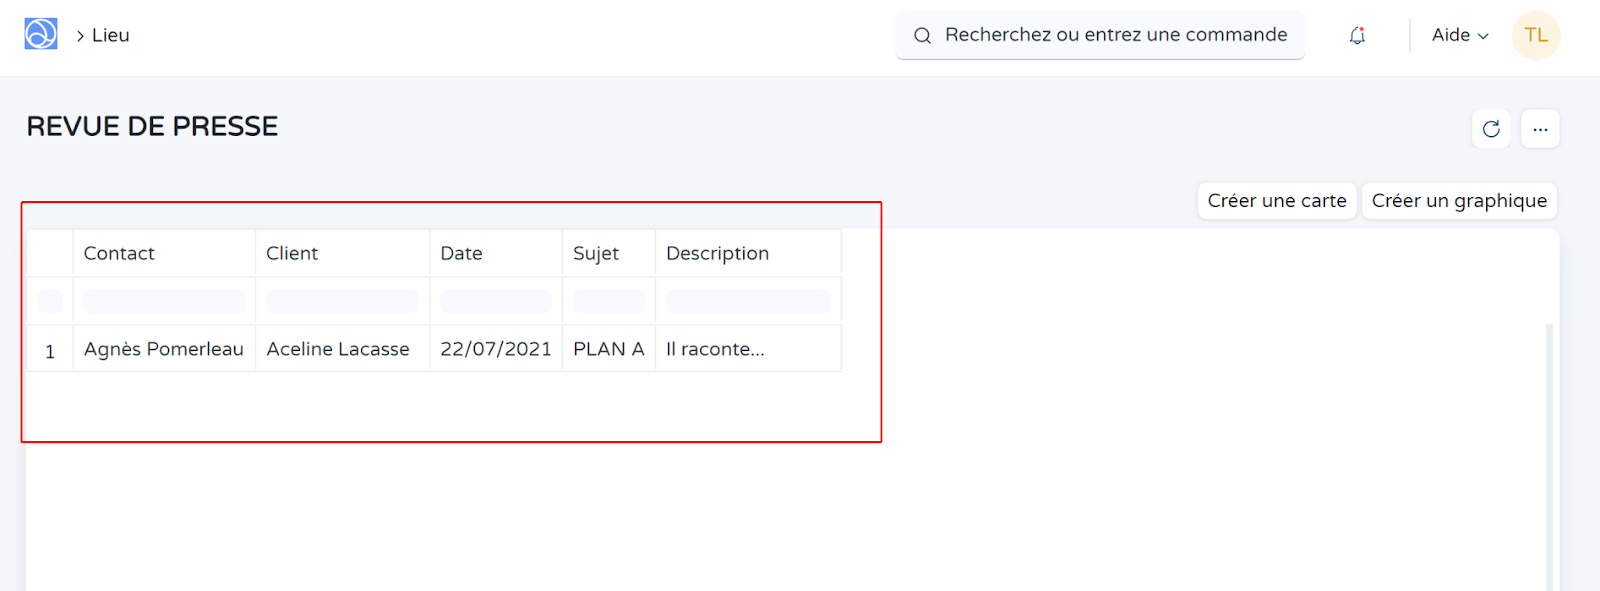 Lieu
Recherchez ou entrez une commande
Aide
TL
REVUE DE PRESSE
Créer une carte
Créer un graphique
Contact Client Date Sujet Description
1 Agnès Pomerleau Aceline Lacasse 22/07/2021 PLAN A Il raconte...